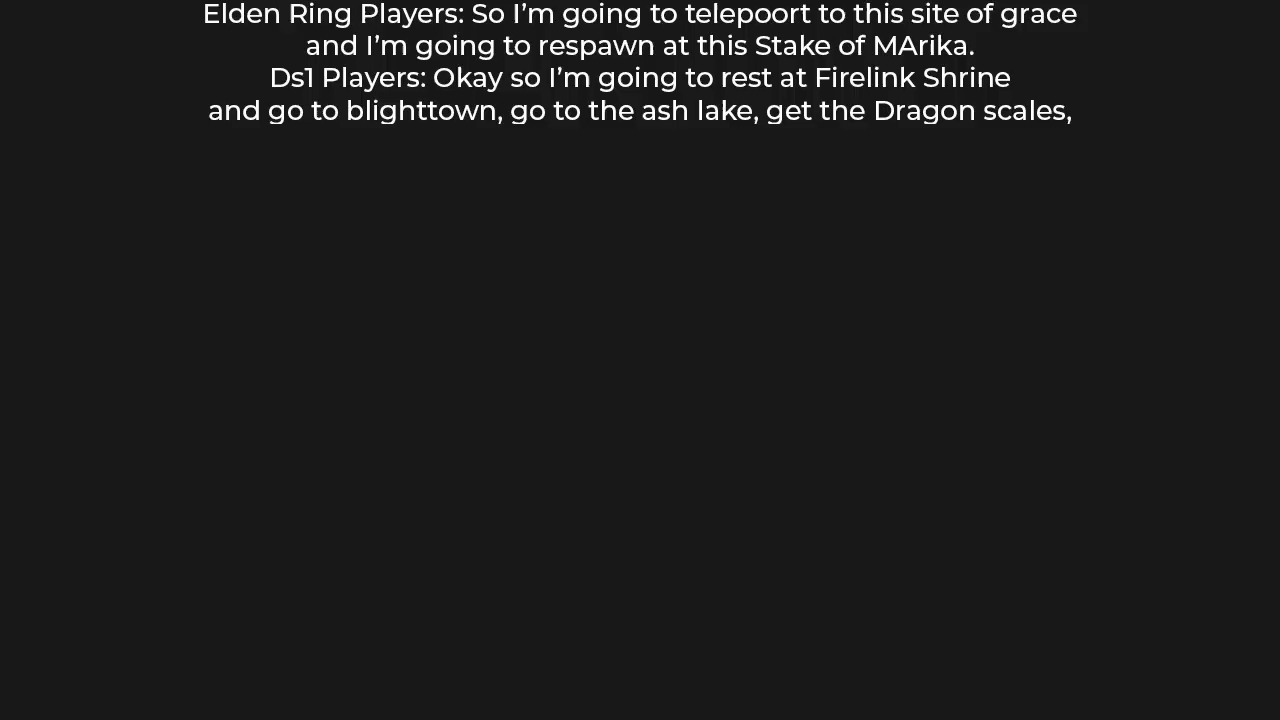 Elden Ring Players: So I’m going to telepoort to this site of grace
and I’m going to respawn at this Stake of MArika.
Ds1 Players: Okay so I’m going to rest at Firelink Shrine
and go to blighttown, go to the ash lake, get the Dragon scales,